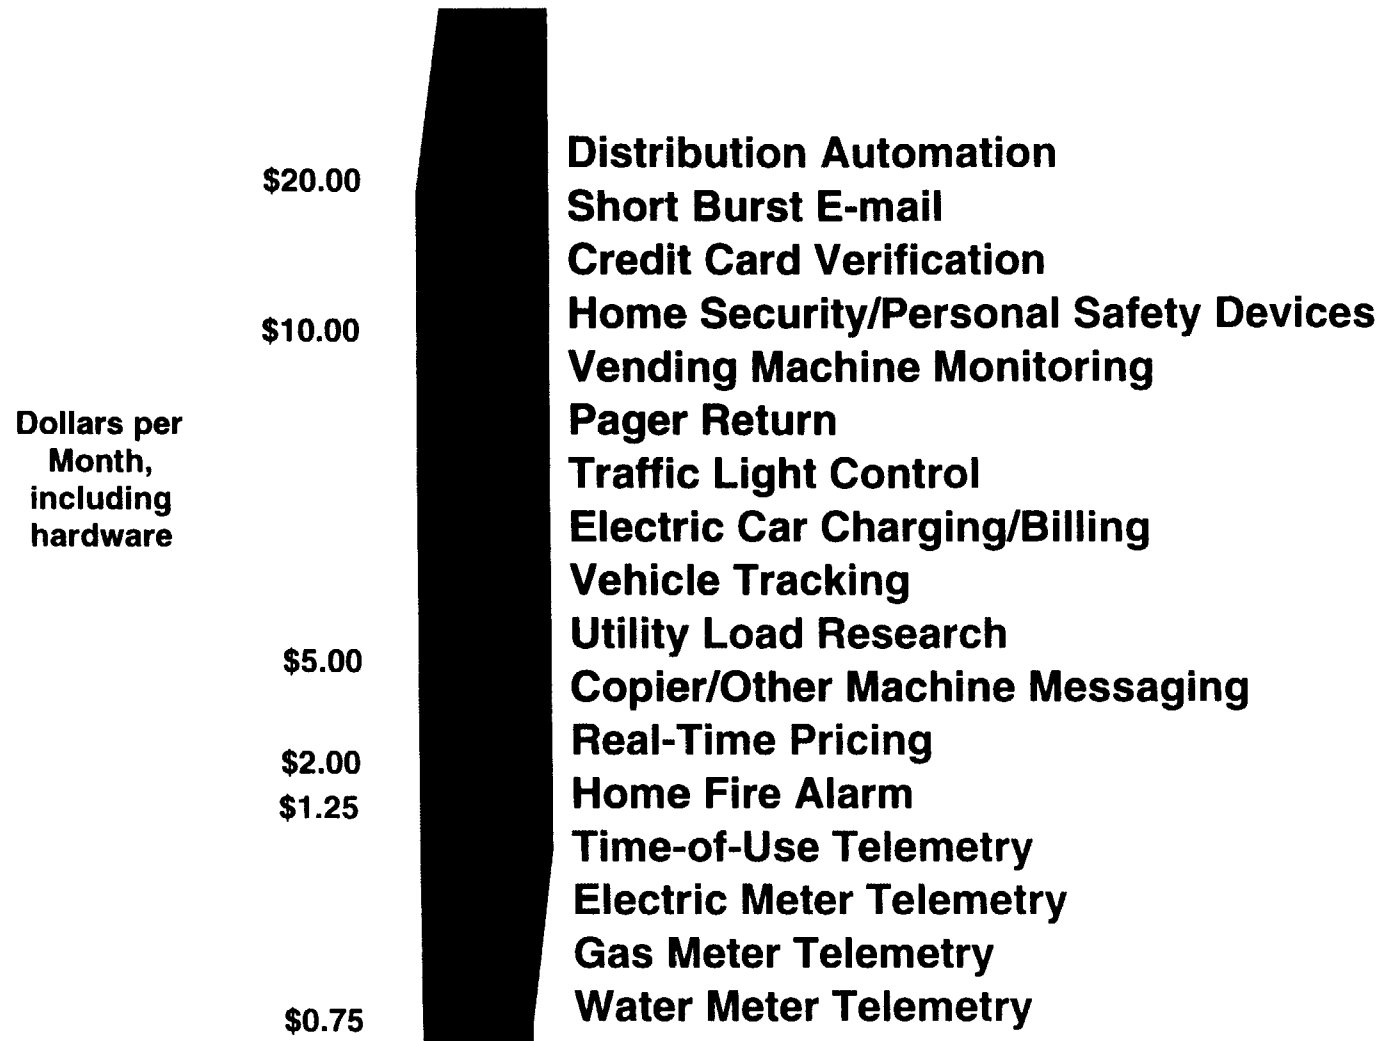 Distribution Automation
$20.00
Short Burst E-mail
Credit Card Verification
Home Security/Personal Safety Devices
$10.00
Vending Machine Monitoring
Pager Return
Dollars per
Month,
including
hardware
Traffic Light Control
Electric Car Charging/Billing
Vehicle Tracking
Utility Load Research
$5.00
Copier/Other Machine Messaging
Real-Time Pricing
$2.00
Home Fire Alarm
$1.25
Time-of-Use Telemetry
Electric Meter Telemetry
Gas Meter Telemetry
Water Meter Telemetry
$0.75